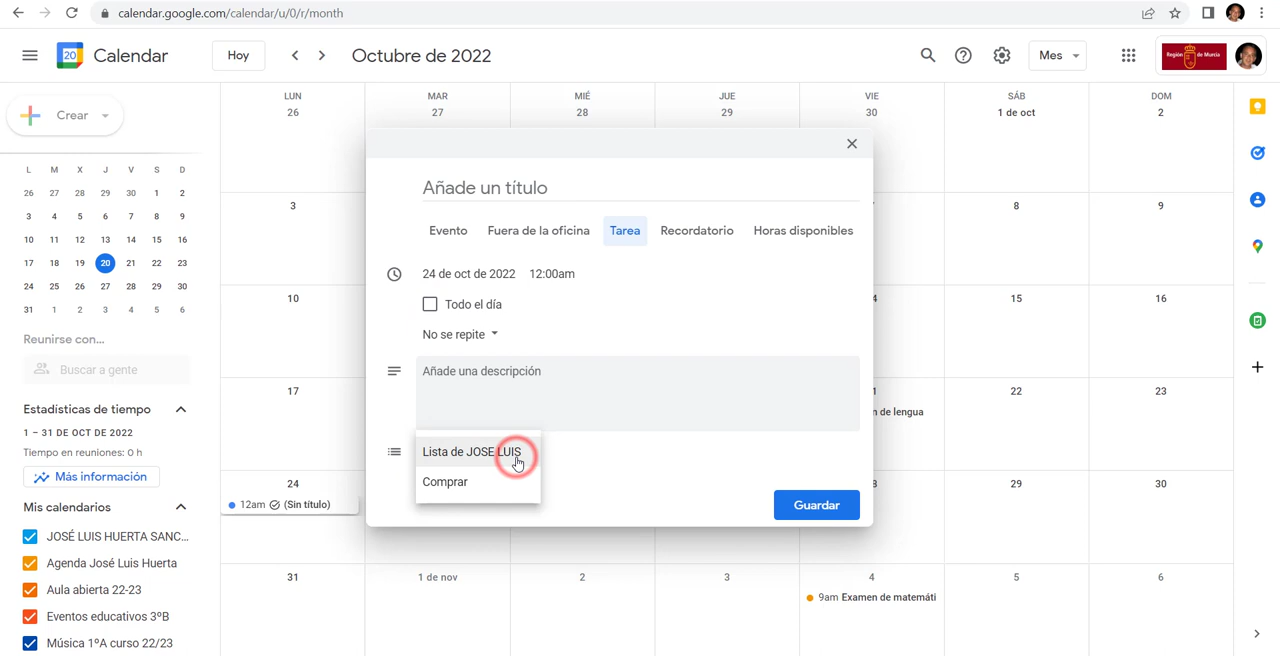 calendar.google.com/calendar/u/0/r/month
20 Calendar Hoy Octubre de 2022 Mes Región de Murcia
Crear
L M X J V S D
26 27 28 29 30 1 2
3 4 5 6 7 8 9
10 11 12 13 14 15 16
17 18 19 20 21 22 23
24 25 26 27 28 29 30
31 1 2 3 4 5 6
Reunirse con...
Buscar a gente
Estadísticas de tiempo
1 – 31 DE OCT DE 2022
Tiempo en reuniones: 0 h
Más información
Mis calendarios
JOSÉ LUIS HUERTA SANC...
Agenda José Luis Huerta
Aula abierta 22-23
Eventos educativos 3ºB
Música 1ºA curso 22/23
LUN MAR MIÉ JUE VIE SÁB DOM
26 27 28 29 30 1 de oct 2
3 8 9
10 4 15 16
17 1 22 23
n de lengua
24 8 29 30
12am (Sin título)
31 1 de nov 2 3 4 5 6
9am Examen de matemáti
Añade un título
Evento Fuera de la oficina Tarea Recordatorio Horas disponibles
24 de oct de 2022 12:00am
Todo el día
No se repite
Añade una descripción
Lista de JOSE LUIS
Comprar
Guardar